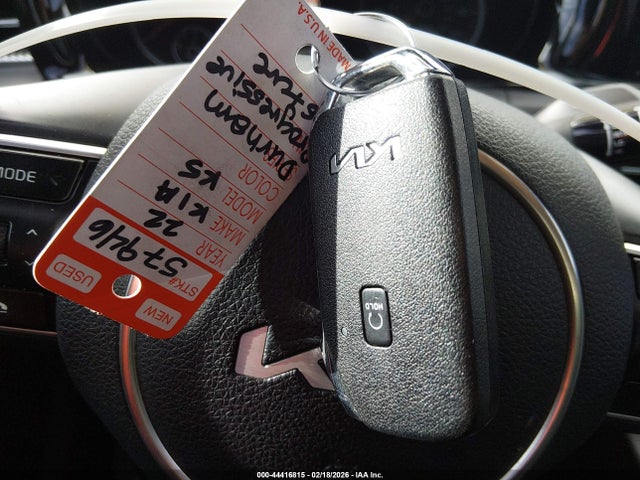 MADE IN U.S.A.
STK# 57946
YEAR 22
MAKE KIA
MODEL K5
COLOR
Durham
Progressive
USED
NEW
KIA
HOLD
MODE
000-44416815 - 02/18/2026 - IAA Inc.